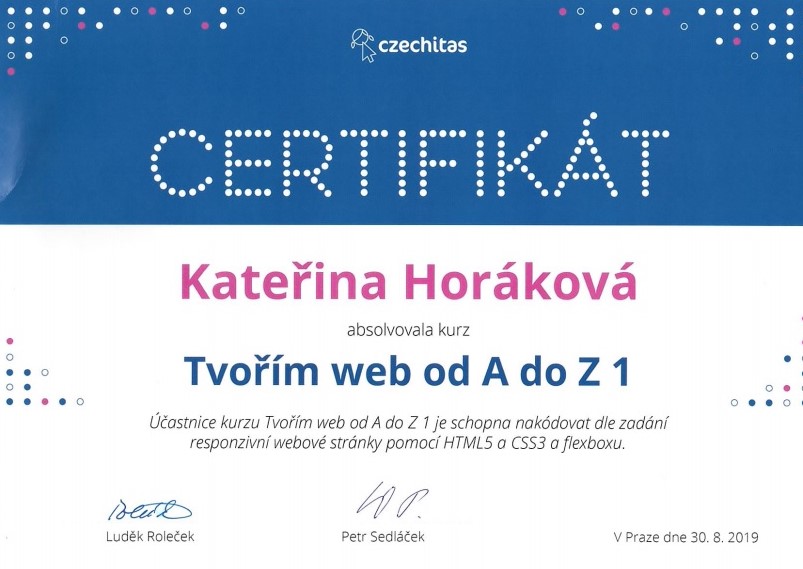 czechitas
CERTIFIKÁT
Kateřina Horáková
absolvovala kurz
Tvořím web od A do Z 1
Účastnice kurzu Tvořím web od A do Z 1 je schopna nakódovat dle zadání
responzivní webové stránky pomocí HTML5 a CSS3 a flexboxu.
Luděk Roleček
Petr Sedláček
V Praze dne 30. 8. 2019